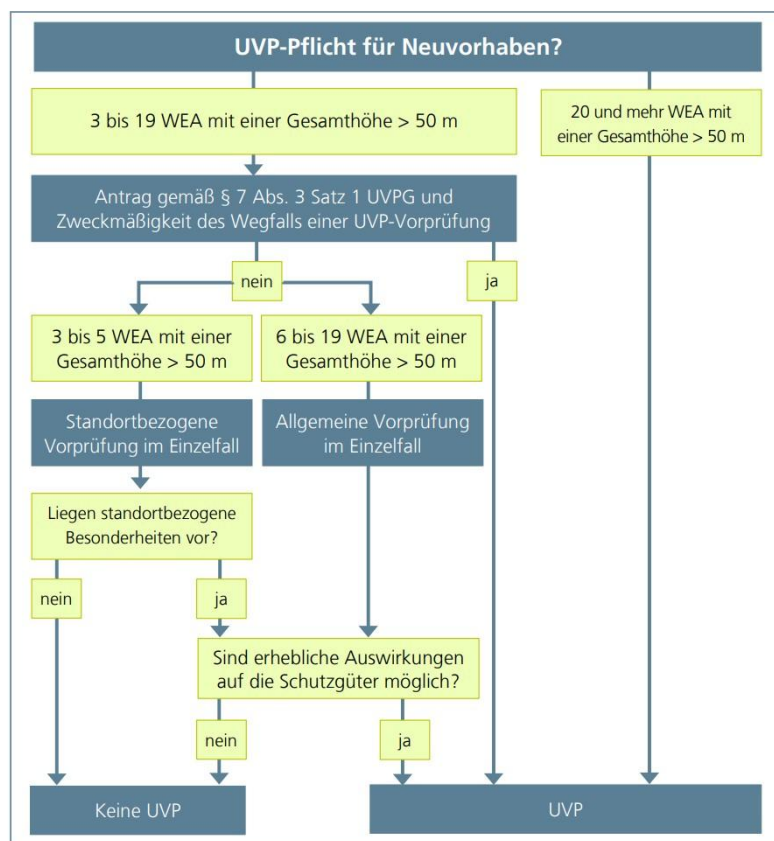 UVP-Pflicht für Neuvorhaben?
3 bis 19 WEA mit einer Gesamthöhe > 50 m
20 und mehr WEA mit
einer Gesamthöhe > 50 m
Antrag gemäß § 7 Abs. 3 Satz 1 UVPG und
Zweckmäßigkeit des Wegfalls einer UVP-Vorprüfung
nein
ja
3 bis 5 WEA mit einer
Gesamthöhe > 50 m
6 bis 19 WEA mit einer
Gesamthöhe > 50 m
Standortbezogene
Vorprüfung im Einzelfall
Allgemeine Vorprüfung
im Einzelfall
Liegen standortbezogene
Besonderheiten vor?
nein
ja
Sind erhebliche Auswirkungen
auf die Schutzgüter möglich?
nein
ja
Keine UVP
UVP